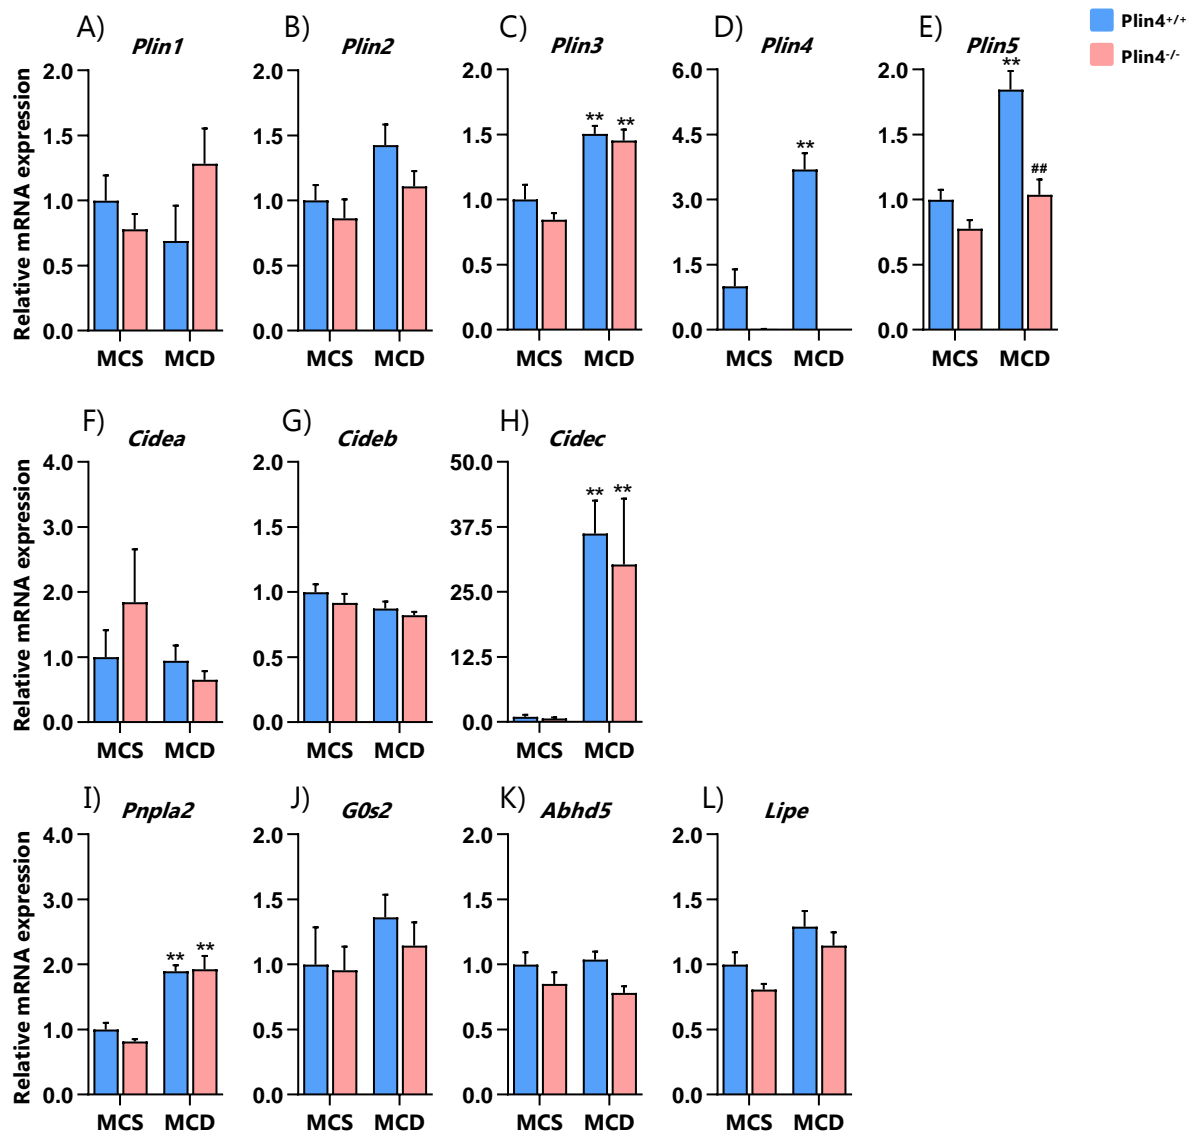 A) Plin1
B) Plin2
C) Plin3
D) Plin4
E) Plin5
Plin4+/+
Plin4-/-
Relative mRNA expression
2.0
1.5
1.0
0.5
0.0
MCS MCD
2.0
1.5
1.0
0.5
0.0
MCS MCD
2.0
1.5
1.0
0.5
0.0
** **
MCS MCD
6.0
4.5
3.0
1.5
0.0
**
MCS MCD
2.0
1.5
1.0
0.5
0.0
**
##
MCS MCD
F) Cidea
G) Cideb
H) Cidec
Relative mRNA expression
4.0
3.0
2.0
1.0
0.0
MCS MCD
2.0
1.5
1.0
0.5
0.0
MCS MCD
50.0
37.5
25.0
12.5
0.0
** **
MCS MCD
I) Pnpla2
J) G0s2
K) Abhd5
L) Lipe
Relative mRNA expression
4.0
3.0
2.0
1.0
0.0
** **
MCS MCD
2.0
1.5
1.0
0.5
0.0
MCS MCD
2.0
1.5
1.0
0.5
0.0
MCS MCD
2.0
1.5
1.0
0.5
0.0
MCS MCD